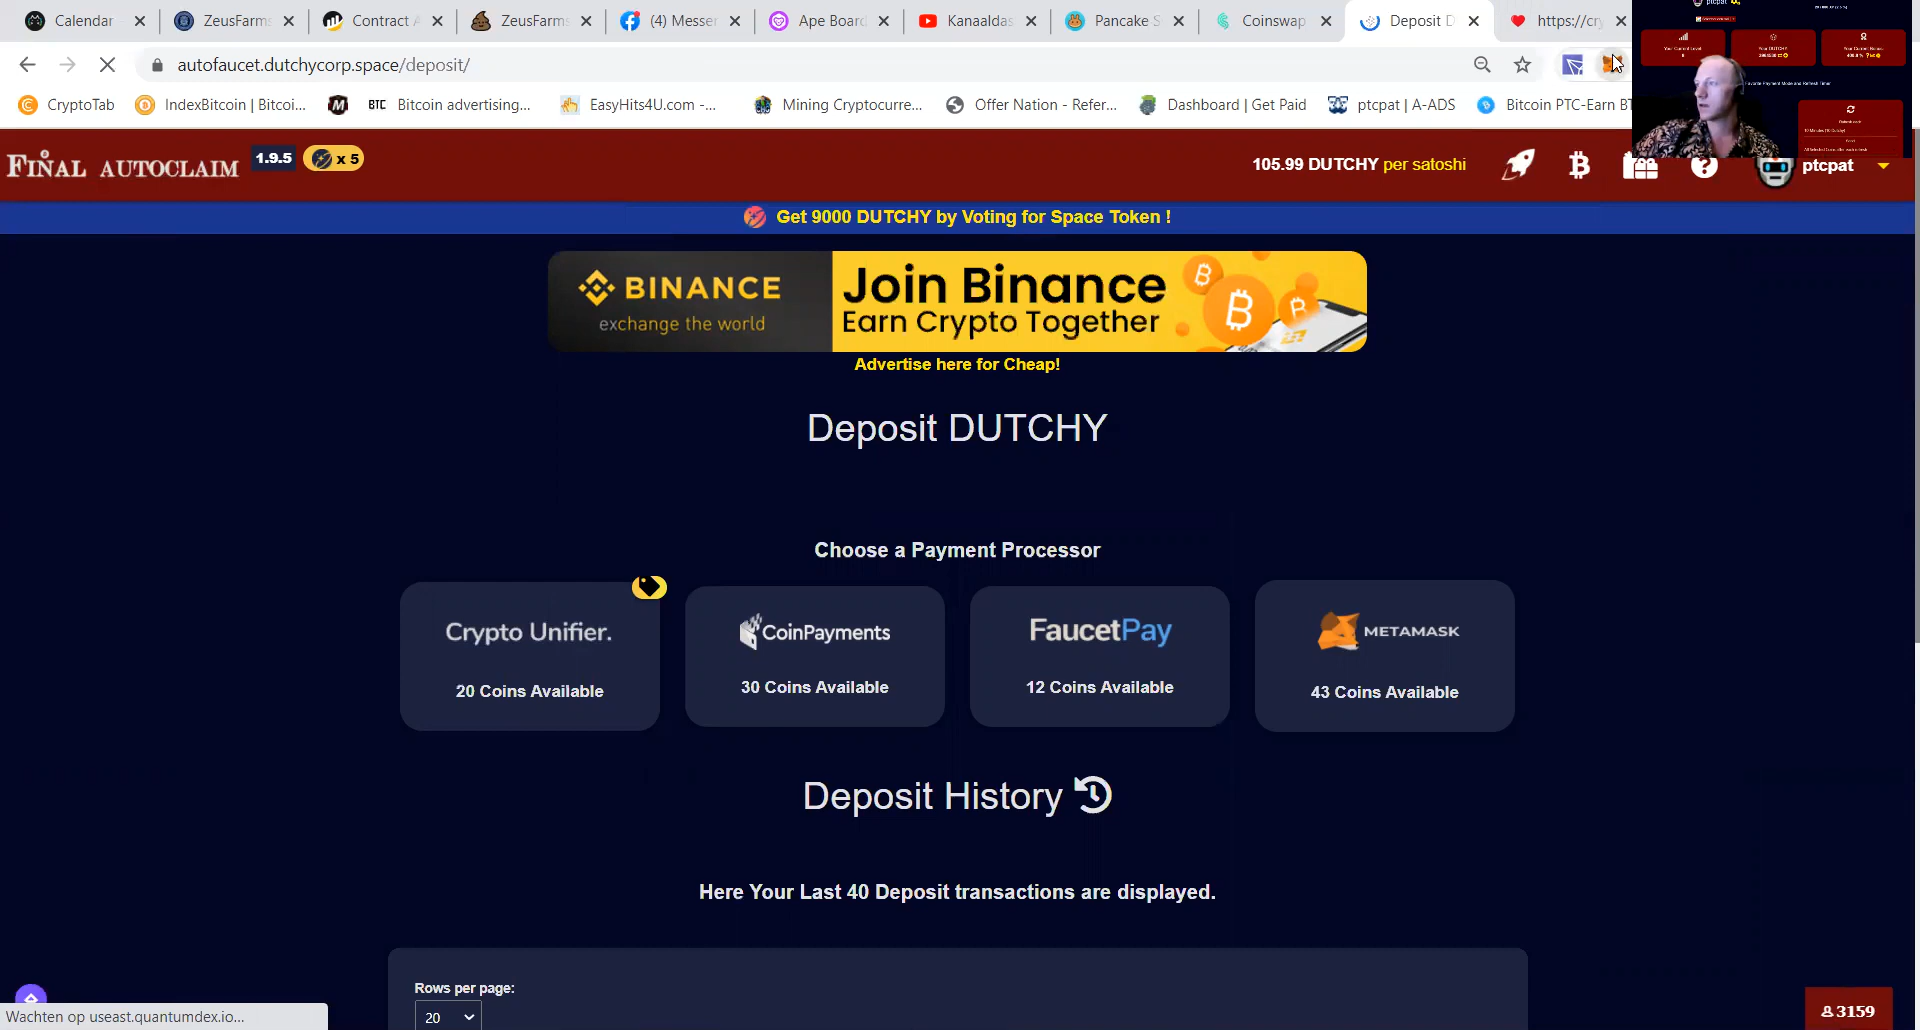 Calendar
ZeusFarms
Contract A
ZeusFarms
(4) Messen
Ape Board
Kanaaldas
Pancake S
Coinswap
Deposit D
https://cry
autofaucet.dutchycorp.space/deposit/
CryptoTab
IndexBitcoin | Bitcoi...
BTC Bitcoin advertising...
EasyHits4U.com -...
Mining Cryptocurre...
Offer Nation - Refer...
Dashboard | Get Paid
ptcpat | A-ADS
Bitcoin PTC-Earn BT
FINAL AUTOCLAIM
1.9.5
x 5
105.99 DUTCHY per satoshi
ptcpat
Get 9000 DUTCHY by Voting for Space Token !
BINANCE
exchange the world
Join Binance
Earn Crypto Together
Advertise here for Cheap!
Deposit DUTCHY
Choose a Payment Processor
Crypto Unifier.
20 Coins Available
CoinPayments
30 Coins Available
FaucetPay
12 Coins Available
METAMASK
43 Coins Available
Deposit History
Here Your Last 40 Deposit transactions are displayed.
Rows per page:
20
Wachten op useast.quantumdex.io...
3159